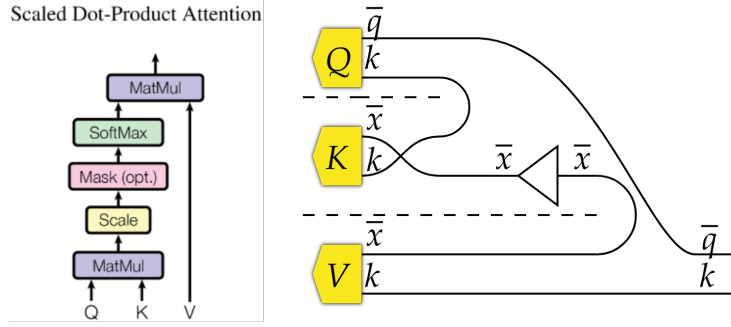 Scaled Dot-Product Attention
MatMul
SoftMax
Mask (opt.)
Scale
MatMul
Q K V
q̅
Q k
x̅
K k
x̅ x̅
x̅
V k
q̅
k